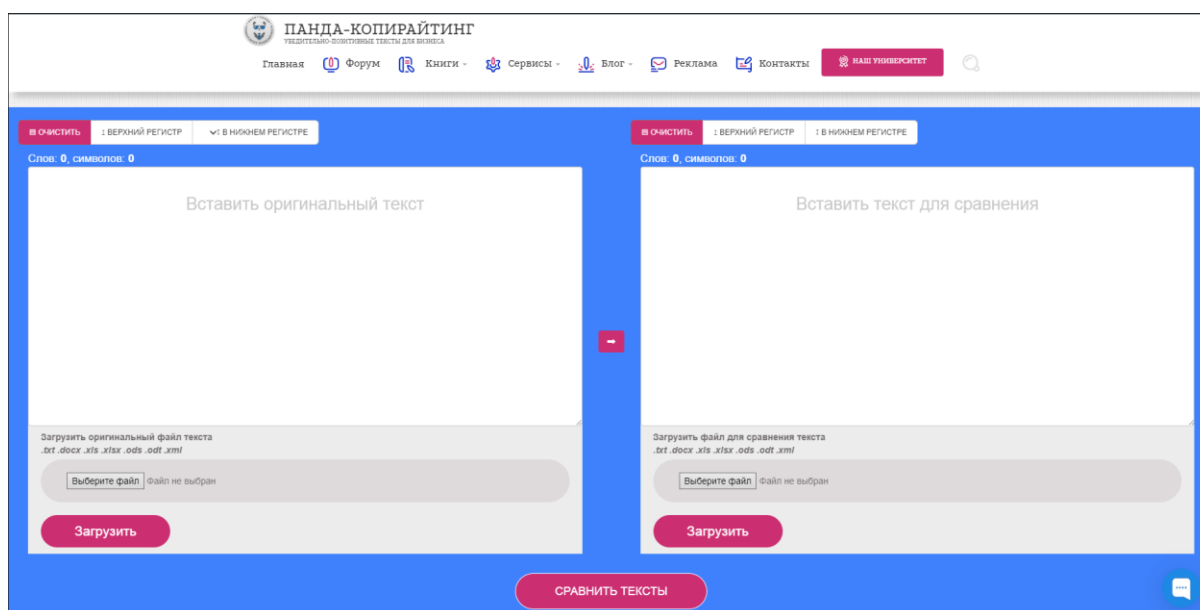 ПАНДА-КОПИРАЙТИНГ
УБЕДИТЕЛЬНО-ПОЗИТИВНЫЕ ТЕКСТЫ ДЛЯ БИЗНЕСА
Главная Форум Книги Сервисы Блог Реклама Контакты НАШ УНИВЕРСИТЕТ
ОЧИСТИТЬ ВЕРХНИЙ РЕГИСТР В НИЖНЕМ РЕГИСТРЕ
Слов: 0, символов: 0
Вставить оригинальный текст
Загрузить оригинальный файл текста
.txt .docx .xls .xlsx .ods .odt .xml
Выберите файл Файл не выбран
Загрузить
ОЧИСТИТЬ ВЕРХНИЙ РЕГИСТР В НИЖНЕМ РЕГИСТРЕ
Слов: 0, символов: 0
Вставить текст для сравнения
Загрузить файл для сравнения текста
.txt .docx .xls .xlsx .ods .odt .xml
Выберите файл Файл не выбран
Загрузить
СРАВНИТЬ ТЕКСТЫ